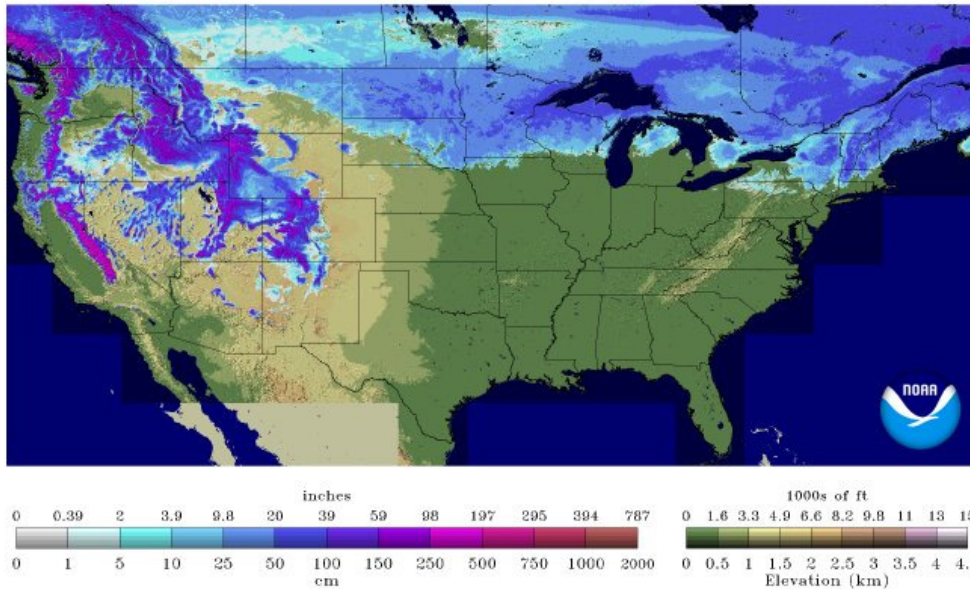 NOAA
inches
0 0.39 2 3.9 9.8 20 39 59 98 197 295 394 787
0 1 5 10 25 50 100 150 250 500 750 1000 2000
cm
1000s of ft
0 1.6 3.3 4.9 6.6 8.2 9.8 11 13 15
0 0.5 1 1.5 2 2.5 3 3.5 4 4.
Elevation (km)